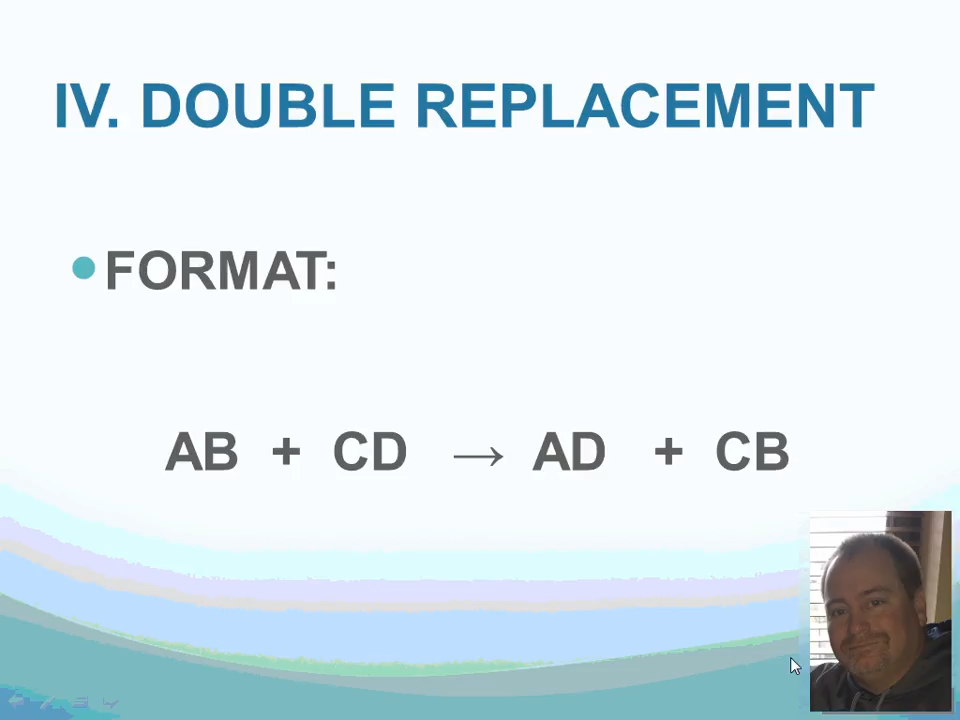 IV. DOUBLE REPLACEMENT
FORMAT:
AB + CD → AD + CB